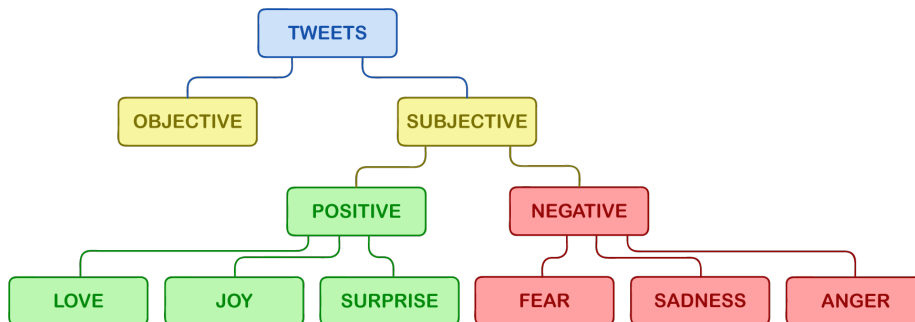 TWEETS
OBJECTIVE
SUBJECTIVE
POSITIVE
NEGATIVE
LOVE
JOY
SURPRISE
FEAR
SADNESS
ANGER